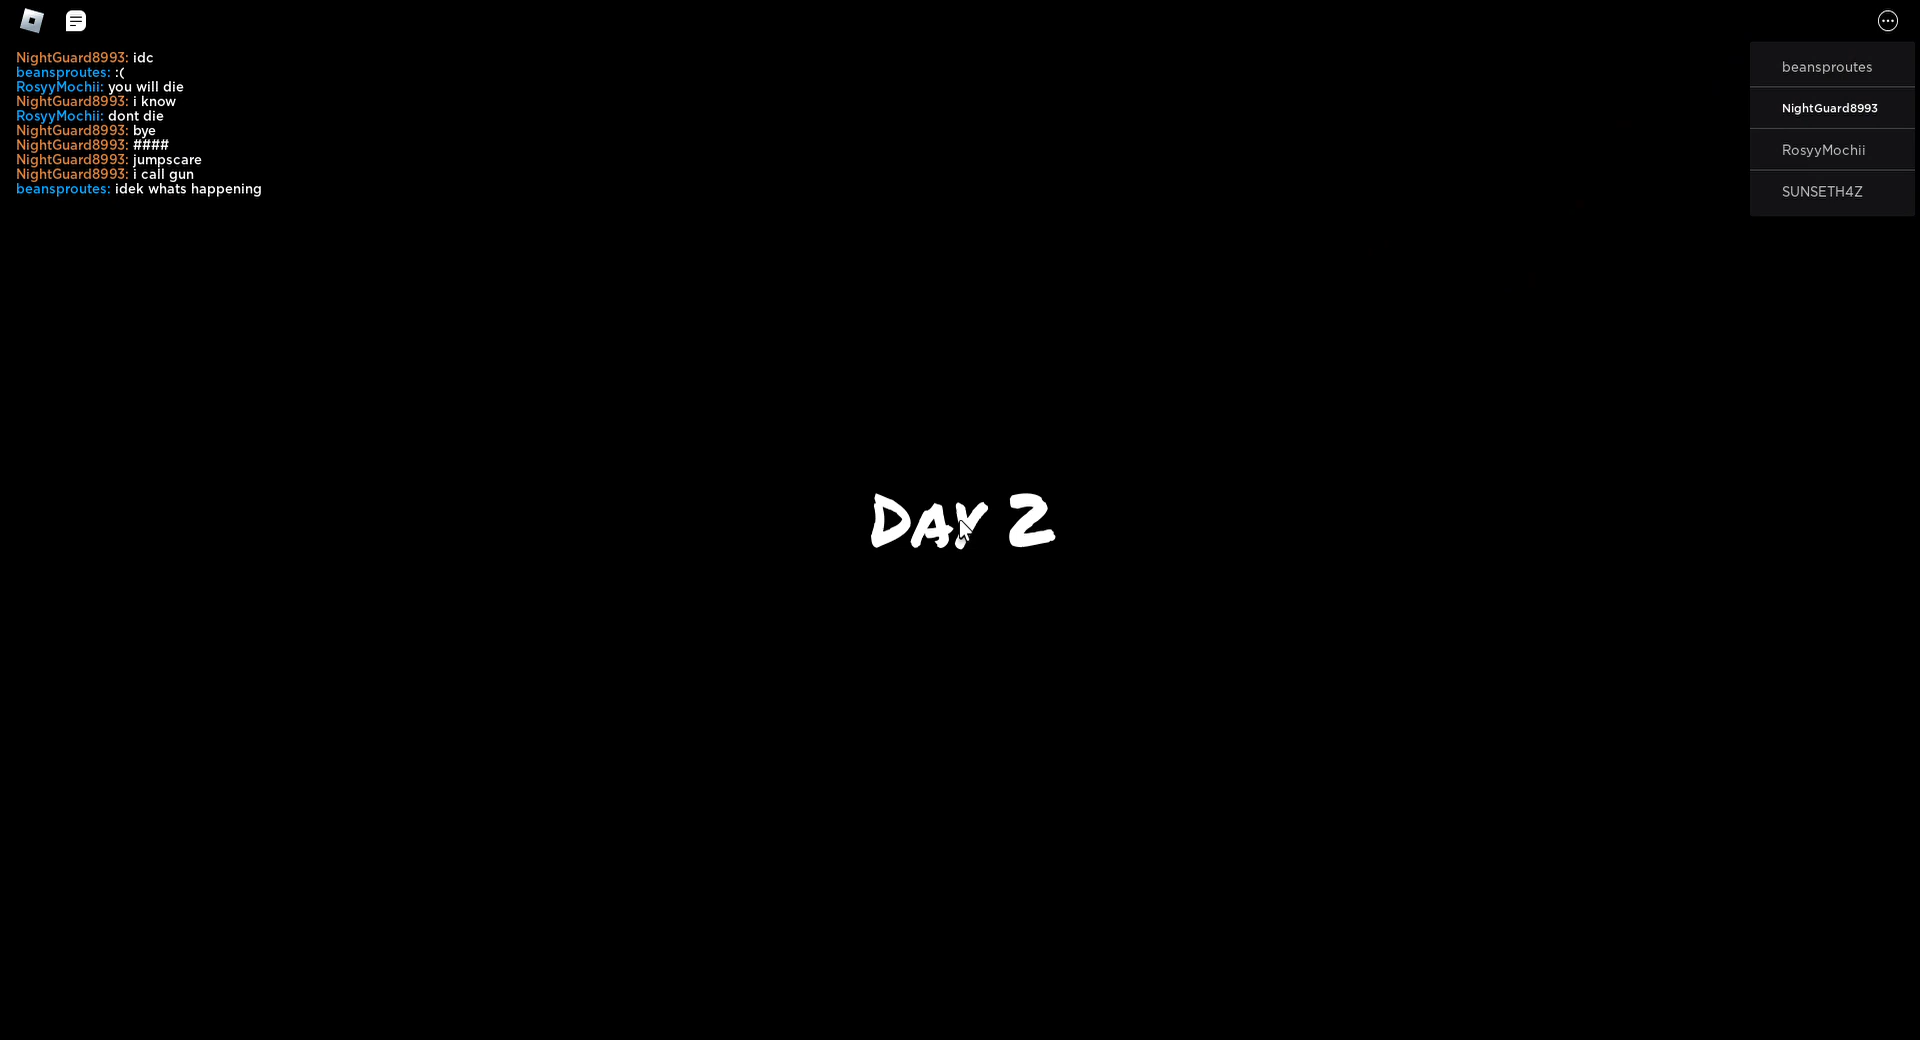 NightGuard8993: idc
beansproutes: :(
RosyyMochii: you will die
NightGuard8993: i know
RosyyMochii: dont die
NightGuard8993: bye
NightGuard8993: ####
NightGuard8993: jumpscare
NightGuard8993: i call gun
beansproutes: idek whats happening
beansproutes
NightGuard8993
RosyyMochii
SUNSETH4Z
Day 2